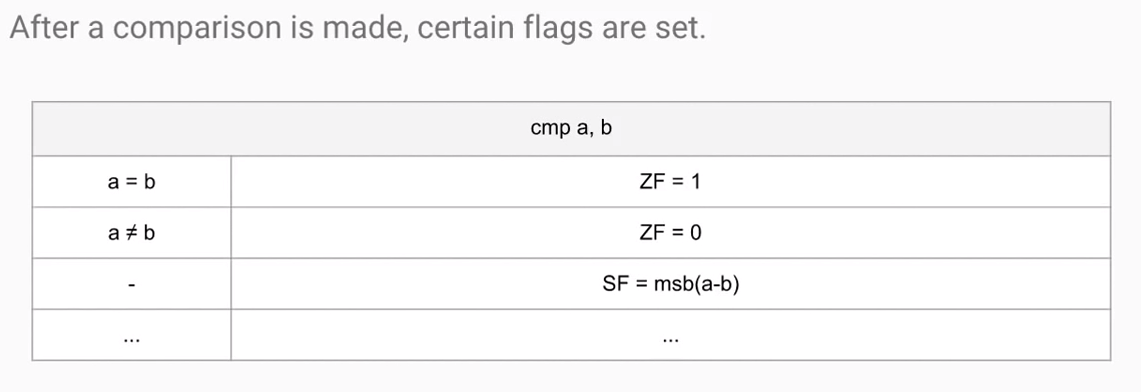 After a comparison is made, certain flags are set.
cmp a, b
a = b ZF = 1
a ≠ b ZF = 0
- SF = msb(a-b)
... ...